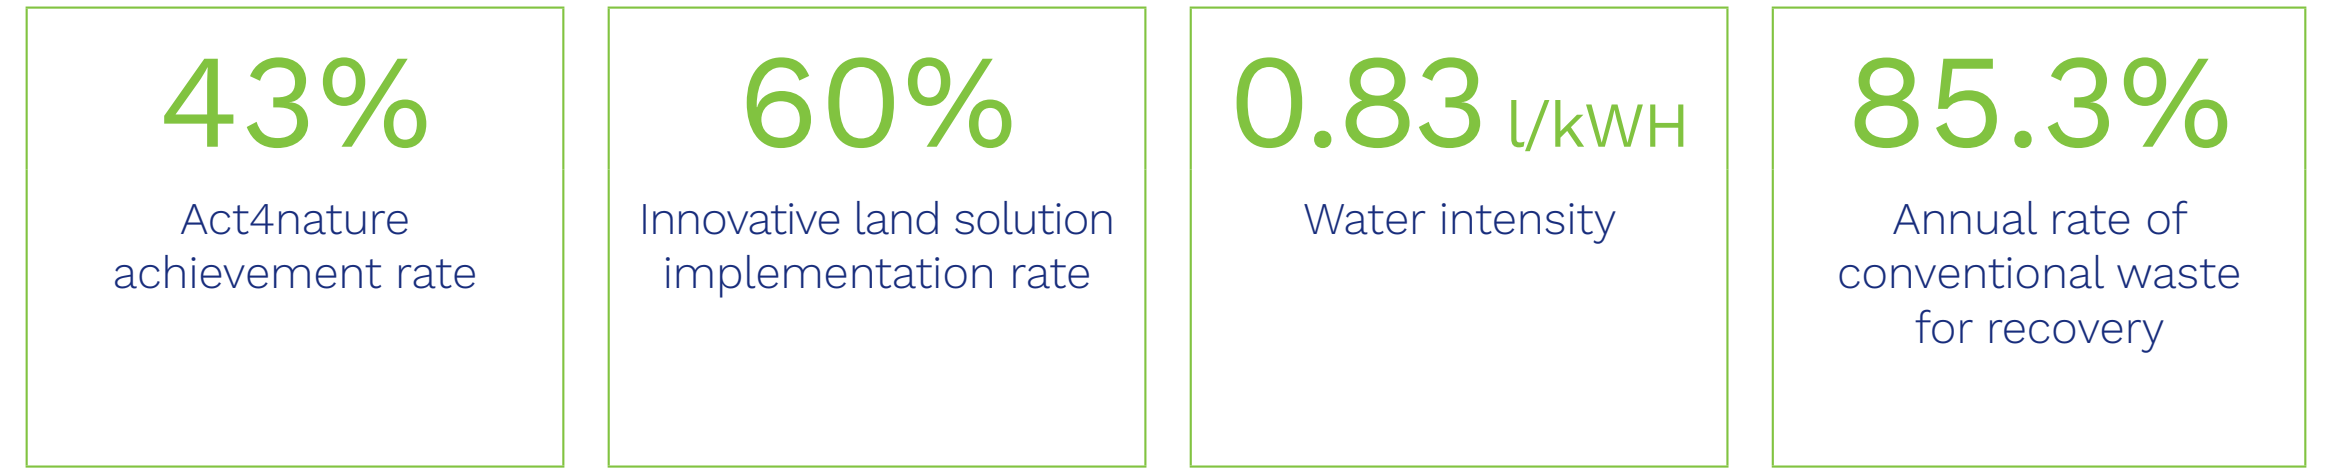 43%
Act4nature
achievement rate
60%
Innovative land solution
implementation rate
0.83 l/kWH
Water intensity
85.3%
Annual rate of
conventional waste
for recovery